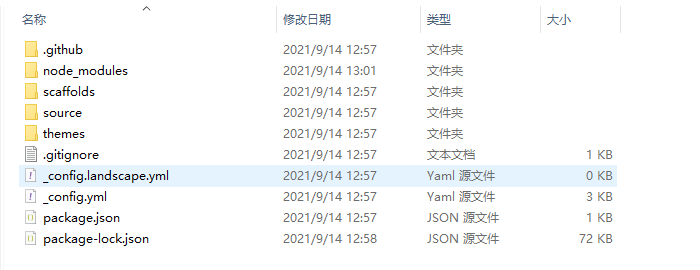 名称 修改日期 类型 大小
.github 2021/9/14 12:57 文件夹
node_modules 2021/9/14 13:01 文件夹
scaffolds 2021/9/14 12:57 文件夹
source 2021/9/14 12:57 文件夹
themes 2021/9/14 12:57 文件夹
.gitignore 2021/9/14 12:57 文本文档 1 KB
_config.landscape.yml 2021/9/14 12:57 Yaml 源文件 0 KB
_config.yml 2021/9/14 12:57 Yaml 源文件 3 KB
package.json 2021/9/14 12:57 JSON 源文件 1 KB
package-lock.json 2021/9/14 12:58 JSON 源文件 72 KB